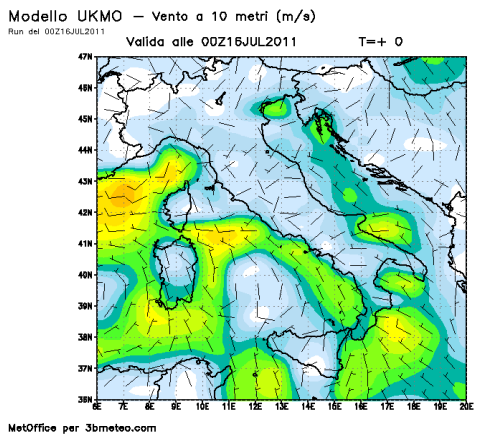 Modello UKMO - Vento a 10 metri (m/s)
Run del 00Z16JUL2011
Valida alle 00Z16JUL2011 T=+ 0
47N
46N
45N
44N
43N
42N
41N
40N
39N
38N
37N
36N
6E 7E 8E 9E 10E 11E 12E 13E 14E 15E 16E 17E 18E 19E 20E
MetOffice per 3bmeteo.com